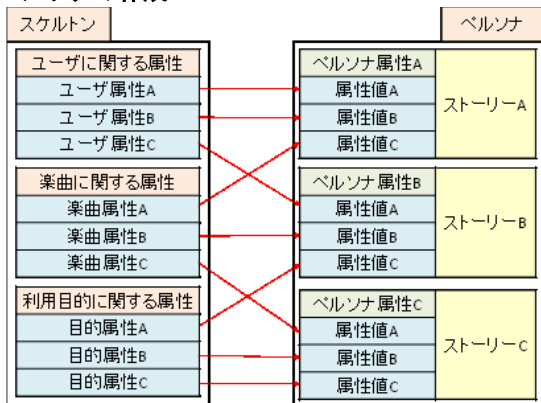 スケルトン
ペルソナ
ユーザに関する属性
ユーザ属性A
ユーザ属性B
ユーザ属性C
楽曲に関する属性
楽曲属性A
楽曲属性B
楽曲属性C
利用目的に関する属性
目的属性A
目的属性B
目的属性C
ペルソナ属性A
属性値A
属性値B
属性値C
ストーリーA
ペルソナ属性B
属性値A
属性値B
属性値C
ストーリーB
ペルソナ属性C
属性値A
属性値B
属性値C
ストーリーC